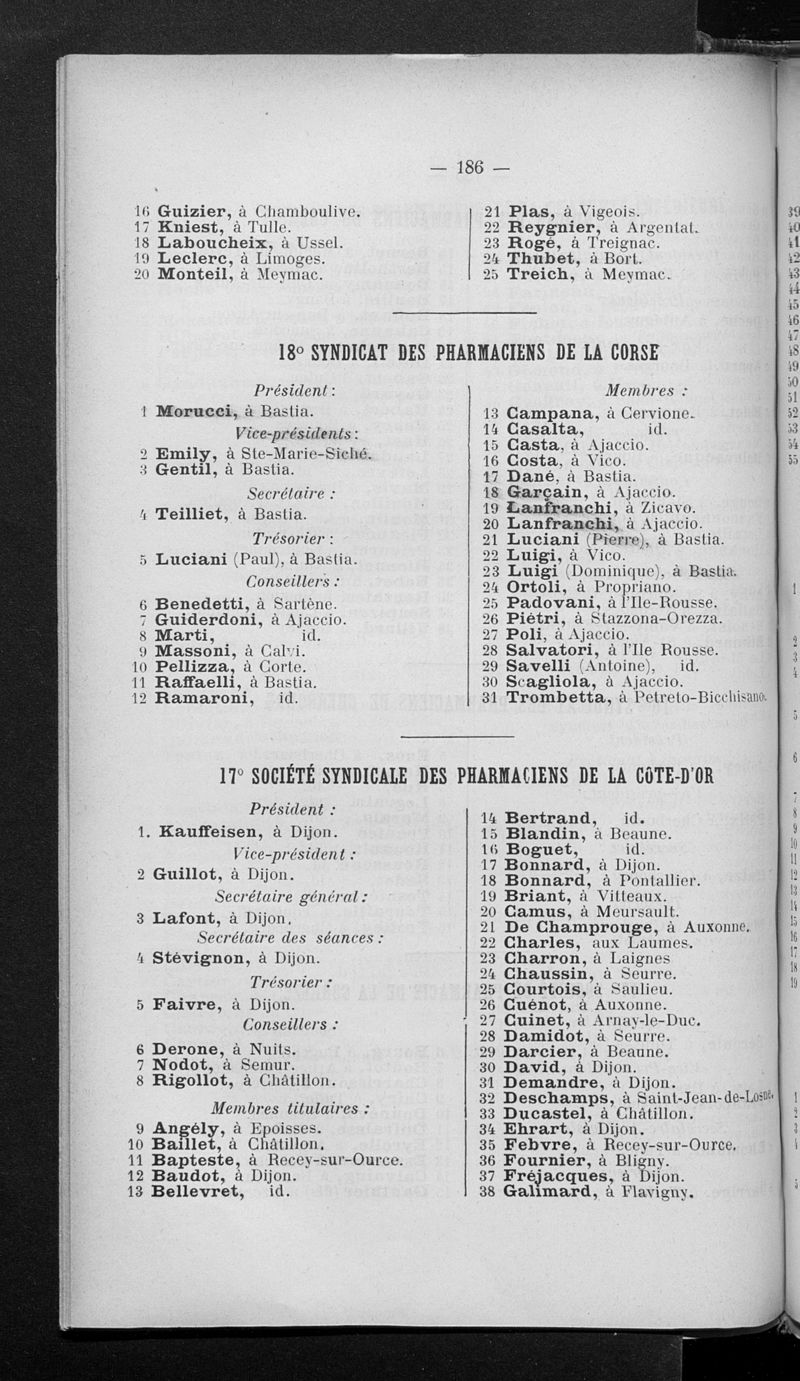 — 186 —
16 Guizier, à Chamboulive.
17 Kniest, à Tulle.
18 Laboucheix, à Ussel.
19 Leclerc, à Limoges.
20 Monteil, à Meymac.
21 Plas, à Vigeois.
22 Reygnier, à Argentat.
23 Rogé, à Treignac.
24 Thubet, à Bort.
25 Treich, à Meymac.
18º SYNDICAT DES PHARMACIENS DE LA CORSE
Président :
1 Morucci, à Bastia.
Vice-présidents :
2 Emily, à Ste-Marie-Siché.
3 Gentil, à Bastia.
Secrétaire :
4 Teilliet, à Bastia.
Trésorier :
5 Luciani (Paul), à Bastia.
Conseillers :
6 Benedetti, à Sartène.
7 Guiderdoni, à Ajaccio.
8 Marti, id.
9 Massoni, à Calvi.
10 Pellizza, à Corte.
11 Raffaelli, à Bastia.
12 Ramaroni, id.
Membres :
13 Campana, à Cervione.
14 Casalta, id.
15 Casta, à Ajaccio.
16 Costa, à Vico.
17 Dané, à Bastia.
18 Garçain, à Ajaccio.
19 Lanfranchi, à Zicavo.
20 Lanfranchi, à Ajaccio.
21 Luciani (Pierre), à Bastia.
22 Luigi, à Vico.
23 Luigi (Dominique), à Bastia.
24 Ortoli, à Propriano.
25 Padovani, à l'Ile-Rousse.
26 Piétri, à Stazzona-Orezza.
27 Poli, à Ajaccio.
28 Salvatori, à l'Ile Rousse.
29 Savelli (Antoine), id.
30 Scagliola, à Ajaccio.
31 Trombetta, à Petreto-Bicchisano.
17º SOCIÉTÉ SYNDICALE DES PHARMACIENS DE LA CÔTE-D'OR
Président :
1. Kauffeisen, à Dijon.
Vice-président :
2 Guillot, à Dijon.
Secrétaire général :
3 Lafont, à Dijon.
Secrétaire des séances :
4 Stévignon, à Dijon.
Trésorier :
5 Faivre, à Dijon.
Conseillers :
6 Derone, à Nuits.
7 Nodot, à Semur.
8 Rigollot, à Châtillon.
Membres titulaires :
9 Angély, à Epoisses.
10 Baillet, à Châtillon.
11 Bapteste, à Recey-sur-Ource.
12 Baudot, à Dijon.
13 Bellevret, id.
14 Bertrand, id.
15 Blandin, à Beaune.
16 Boguet, id.
17 Bonnard, à Dijon.
18 Bonnard, à Pontallier.
19 Briant, à Vitteaux.
20 Camus, à Meursault.
21 De Champrouge, à Auxonne.
22 Charles, aux Laumes.
23 Charron, à Laignes
24 Chaussin, à Seurre.
25 Courtois, à Saulieu.
26 Cuénot, à Auxonne.
27 Cuinet, à Arnay-le-Duc.
28 Damidot, à Seurre.
29 Darcier, à Beaune.
30 David, à Dijon.
31 Demandre, à Dijon.
32 Deschamps, à Saint-Jean-de-Losne.
33 Ducastel, à Châtillon.
34 Ehrart, à Dijon.
35 Febvre, à Recey-sur-Ource.
36 Fournier, à Bligny.
37 Fréjacques, à Dijon.
38 Galimard, à Flavigny.